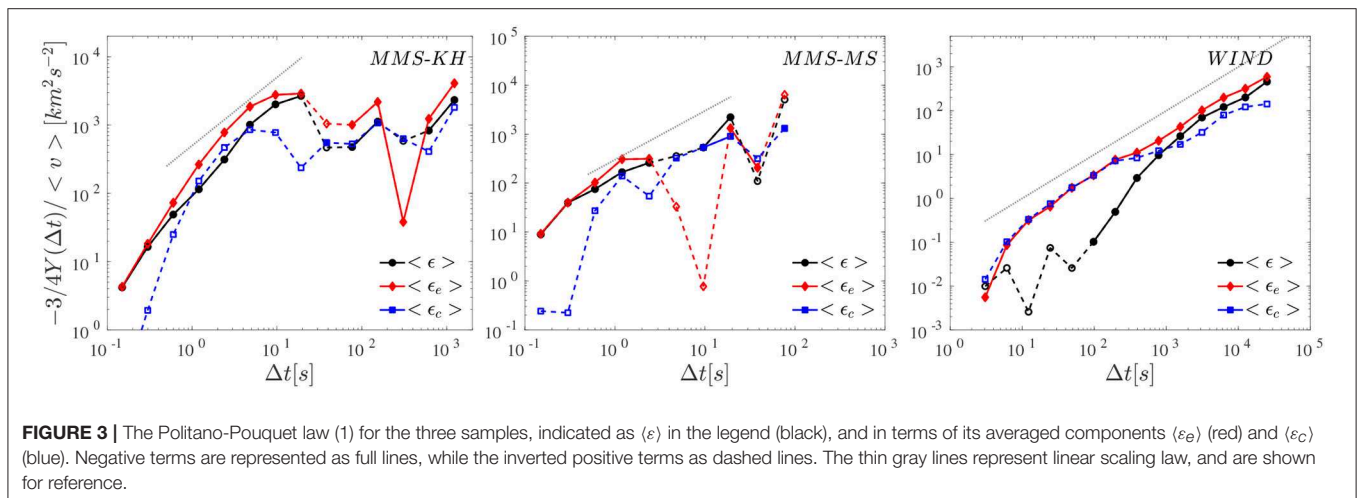 −3/4Y(Δt)/ < v > [km²s⁻²]
10⁴
10³
10²
10¹
10⁰
10⁻¹ 10⁰ 10¹ 10² 10³
Δt[s]
MMS-KH
< ϵ >
< ϵₑ >
< ϵ_c >
10⁵
10⁴
10³
10²
10¹
10⁰
10⁻¹
10⁻¹ 10⁰ 10¹ 10² 10³
Δt[s]
MMS-MS
< ϵ >
< ϵₑ >
< ϵ_c >
10³
10²
10¹
10⁰
10⁻¹
10⁻²
10⁻³
10⁰ 10¹ 10² 10³ 10⁴ 10⁵
Δt[s]
WIND
< ϵ >
< ϵₑ >
< ϵ_c >
FIGURE 3 | The Politano-Pouquet law (1) for the three samples, indicated as ⟨ε⟩ in the legend (black), and in terms of its averaged components ⟨εₑ⟩ (red) and ⟨ε_c⟩
(blue). Negative terms are represented as full lines, while the inverted positive terms as dashed lines. The thin gray lines represent linear scaling law, and are shown
for reference.